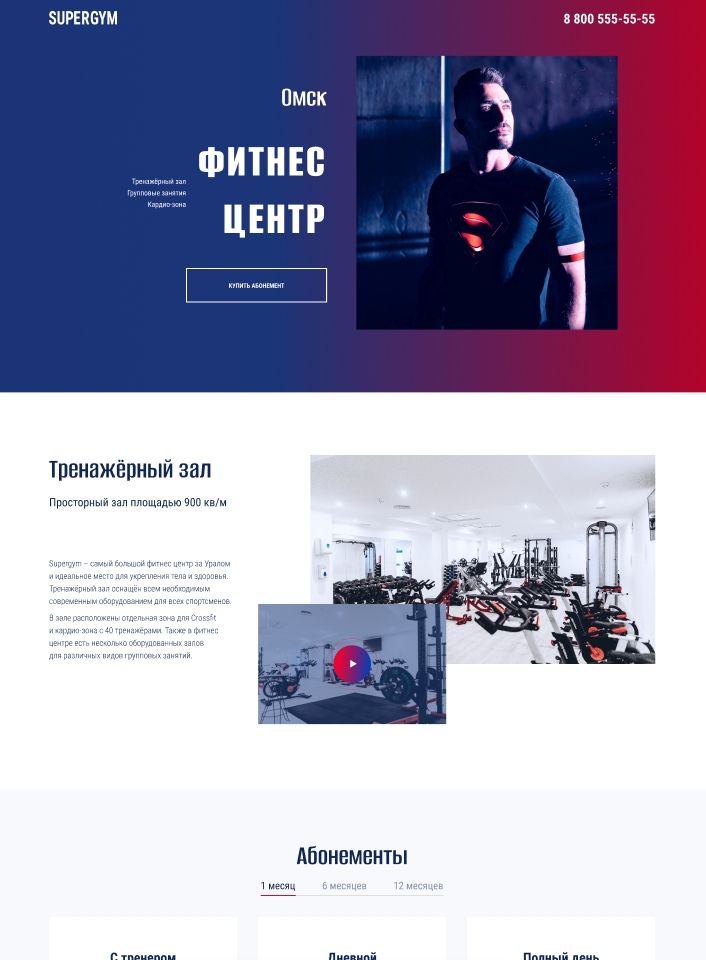 SUPERGYM
8 800 555-55-55
Омск
ФИТНЕС
ЦЕНТР
Тренажёрный зал
Групповые занятия
Кардио-зона
КУПИТЬ АБОНЕМЕНТ
Тренажёрный зал
Просторный зал площадью 900 кв/м
Supergym – самый большой фитнес центр за Уралом
и идеальное место для укрепления тела и здоровья.
Тренажёрный зал оснащён всем необходимым
современным оборудованием для всех спортсменов.
В зале расположены отдельная зона для Crossfit
и кардио-зона с 40 тренажёрами. Также в фитнес
центре есть несколько оборудованных залов
для различных видов групповых занятий.
Абонементы
1 месяц
6 месяцев
12 месяцев
С тренером
Дневной
Полный день